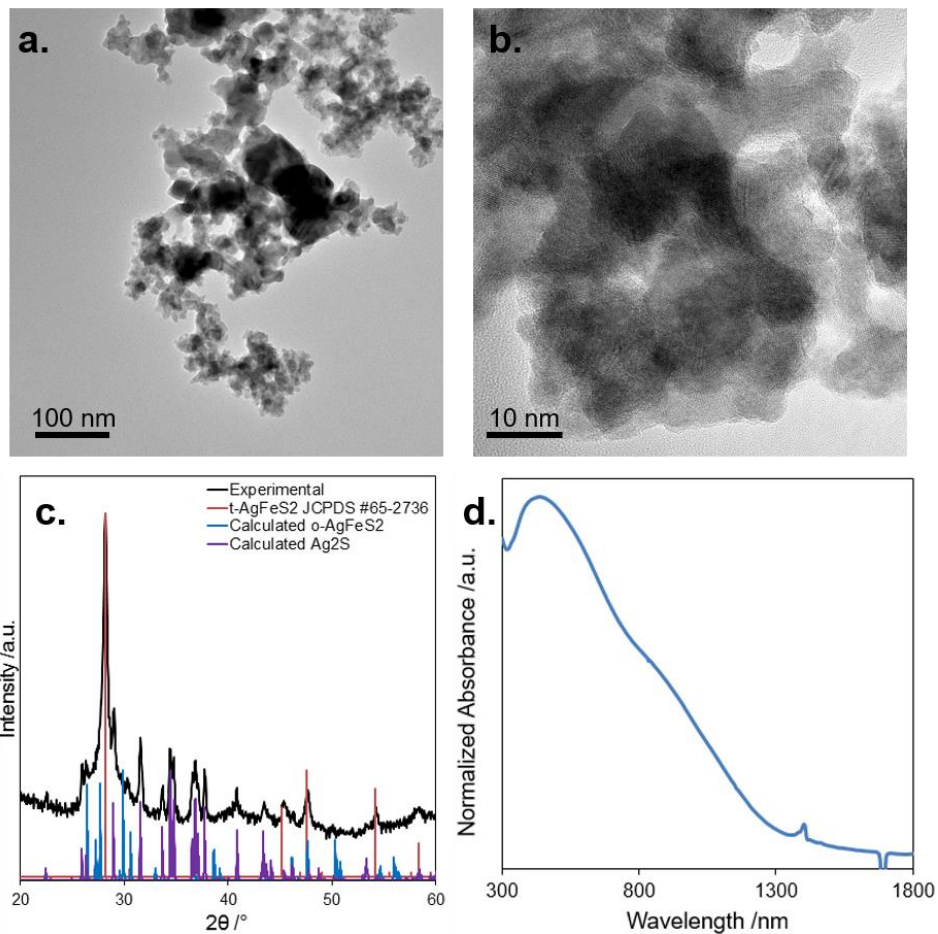 a.
100 nm
b.
10 nm
c.
Experimental
t-AgFeS2 JCPDS #65-2736
Calculated o-AgFeS2
Calculated Ag2S
Intensity /a.u.
20 30 40 50 60
2θ /°
d.
Normalized Absorbance /a.u.
300 800 1300 1800
Wavelength /nm